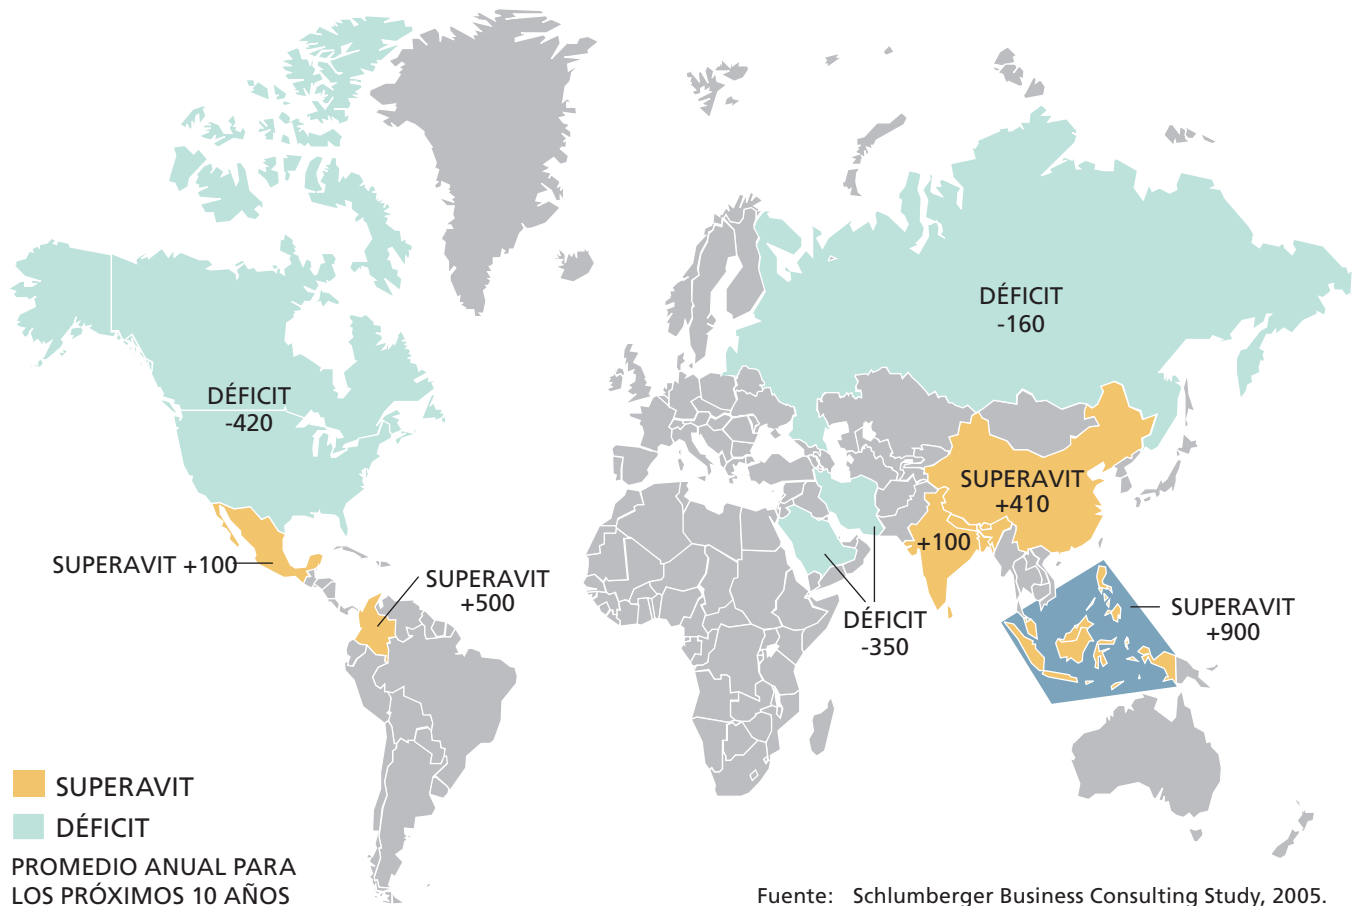 DÉFICIT
-160
DÉFICIT
-420
SUPERAVIT
+410
+100
SUPERAVIT +100
SUPERAVIT
+500
DÉFICIT
-350
SUPERAVIT
+900
SUPERAVIT
DÉFICIT
PROMEDIO ANUAL PARA
LOS PRÓXIMOS 10 AÑOS
Fuente: Schlumberger Business Consulting Study, 2005.